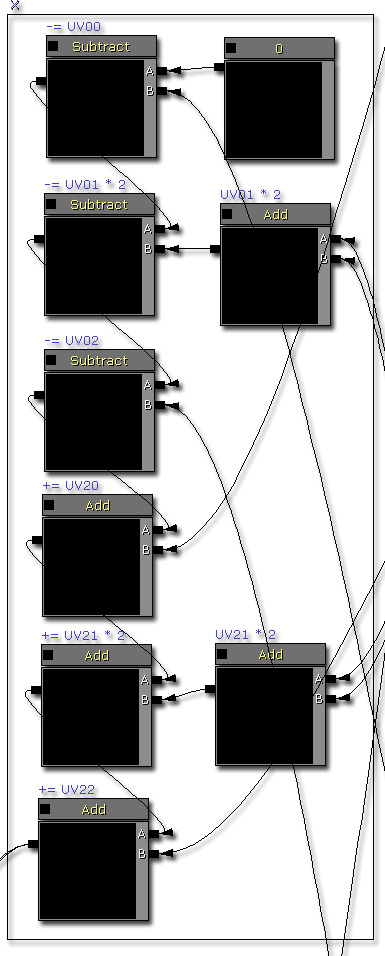 X
-= UV00
Subtract
A
B
0
-= UV01 * 2
Subtract
A
B
UV01 * 2
Add
A
B
-= UV02
Subtract
A
B
+= UV20
Add
A
B
+= UV21 * 2
Add
A
B
UV21 * 2
Add
A
B
+= UV22
Add
A
B